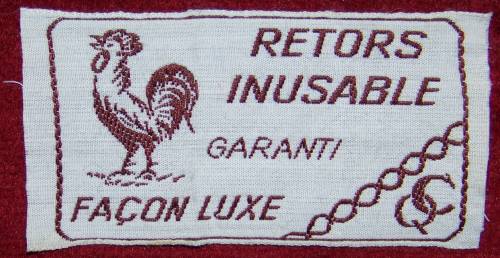 RETORS
INUSABLE
GARANTI
FAÇON LUXE